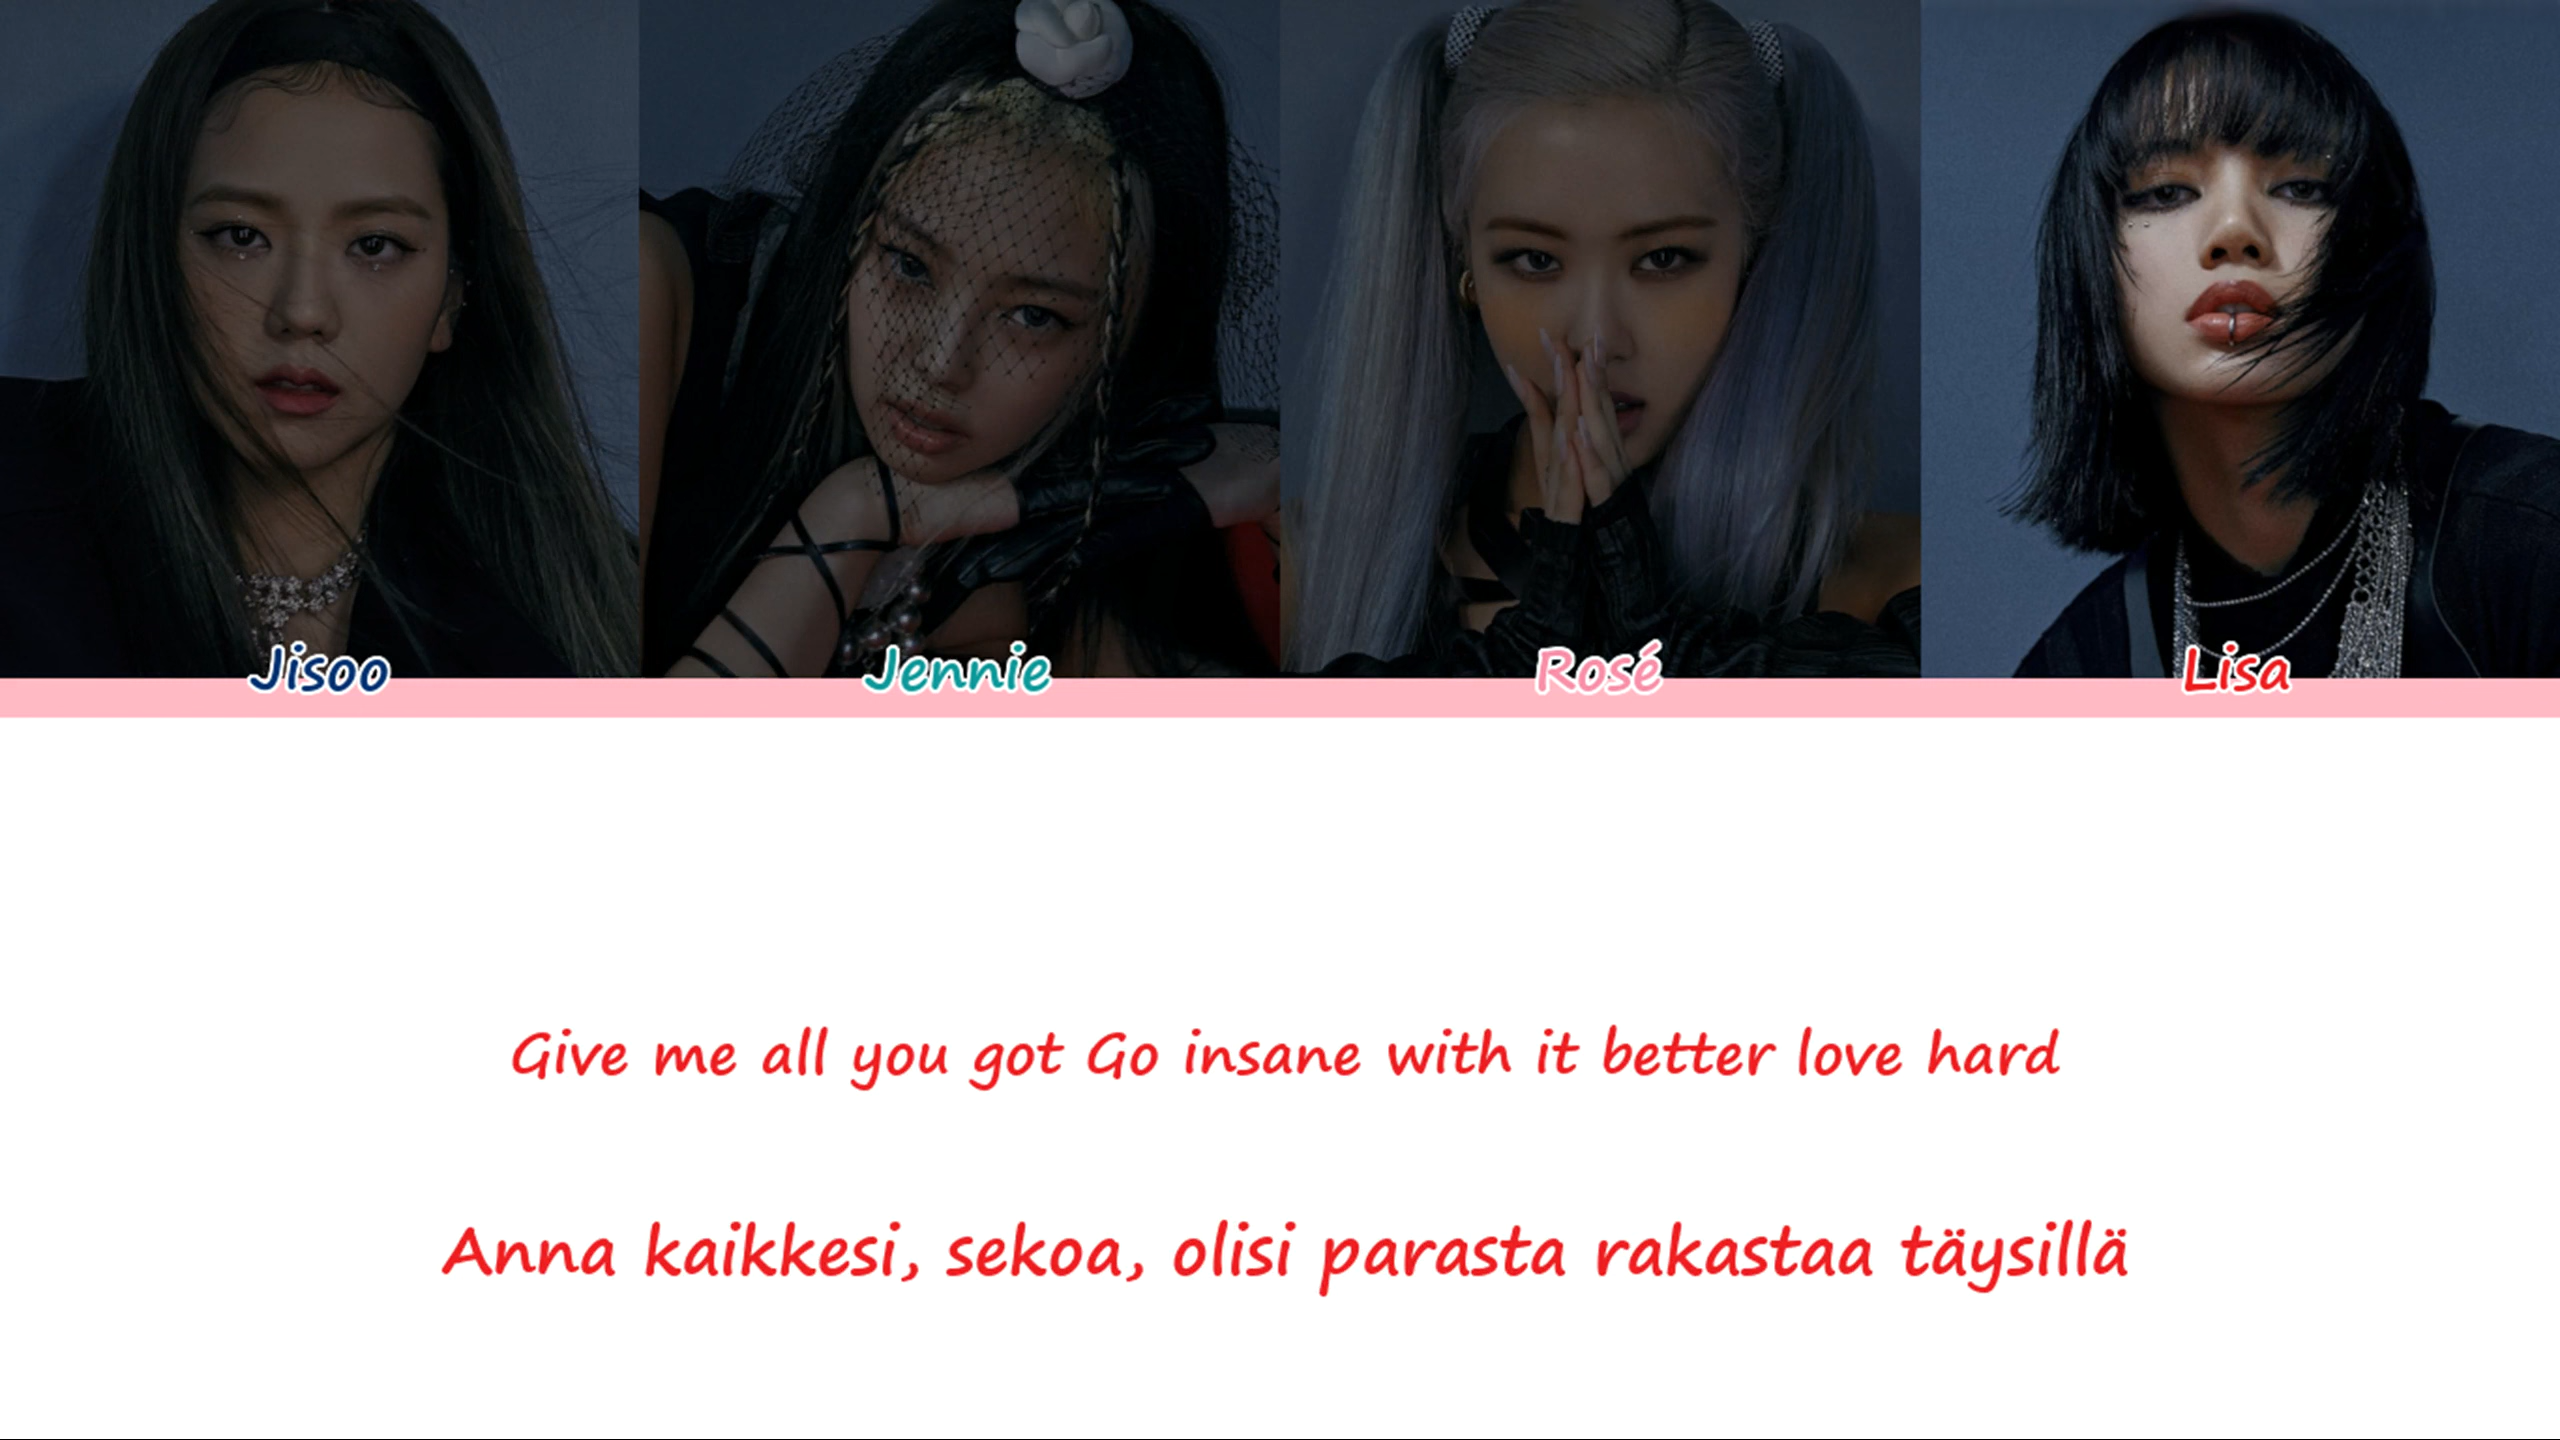 Jisoo Jennie Rosé Lisa
Give me all you got Go insane with it better love hard
Anna kaikkesi, sekoa, olisi parasta rakastaa täysillä